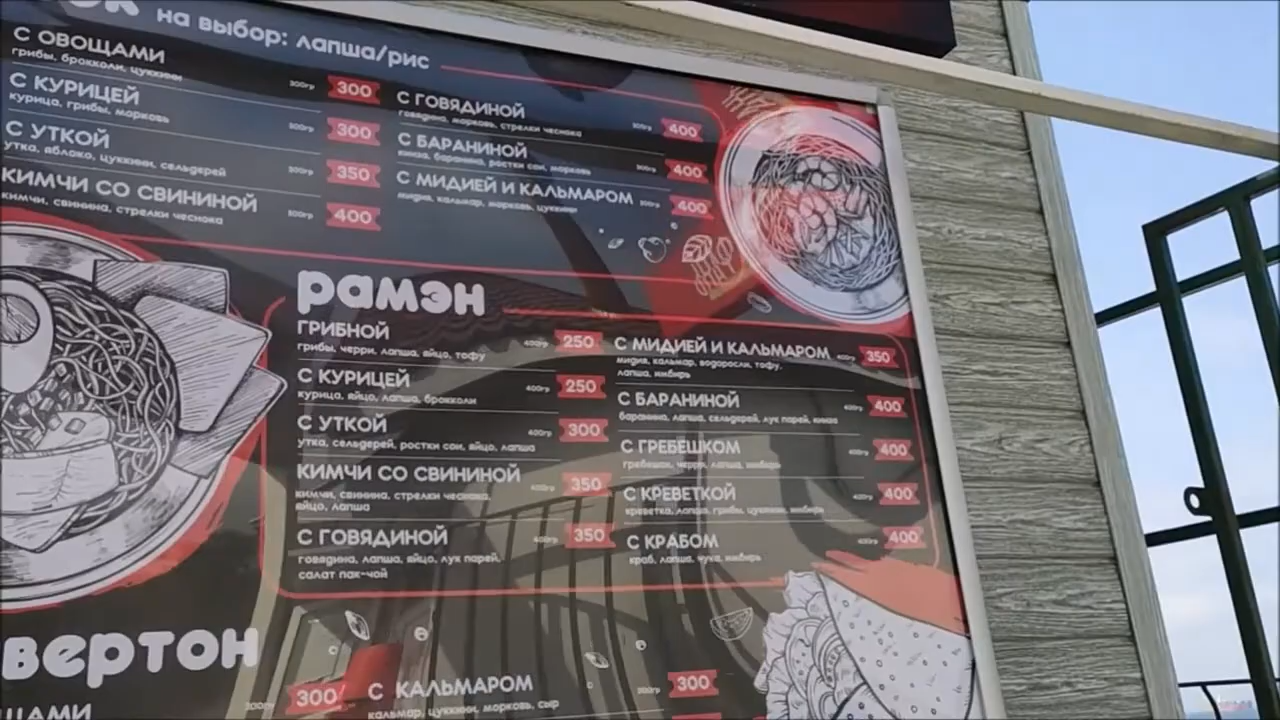 на выбор: лапша/рис
С ОВОЩАМИ
грибы, брокколи, цуккини
300гр 300
С КУРИЦЕЙ
курица, грибы, морковь
300гр 300
С УТКОЙ
утка, яблоко, цуккини, сельдерей
300гр 350
КИМЧИ СО СВИНИНОЙ
кимчи, свинина, стрелки чеснока
300гр 400
С ГОВЯДИНОЙ
говядина, морковь, стрелки чеснока
300гр 400
С БАРАНИНОЙ
кинза, баранина, ростки сои, морковь
300гр 400
С МИДИЕЙ И КАЛЬМАРОМ
мидия, кальмар, морковь, цуккини
300гр 400
рамэн
ГРИБНОЙ
грибы, черри, лапша, яйцо, тофу
400гр 250
С КУРИЦЕЙ
курица, яйцо, лапша, брокколи
400гр 250
С УТКОЙ
утка, сельдерей, ростки сои, яйцо, лапша
400гр 300
КИМЧИ СО СВИНИНОЙ
кимчи, свинина, стрелки чеснока,
яйцо, лапша
400гр 350
С ГОВЯДИНОЙ
говядина, лапша, яйцо, лук парей,
салат пак-чой
400гр 350
С МИДИЕЙ И КАЛЬМАРОМ
мидия, кальмар, водоросли, тофу,
лапша, имбирь
400гр 350
С БАРАНИНОЙ
баранина, лапша, сельдерей, лук парей, кинза
400гр 400
С ГРЕБЕШКОМ
гребешок, черри, лапша, имбирь
400гр 400
С КРЕВЕТКОЙ
креветка, лапша, грибы, цуккини, имбирь
400гр 400
С КРАБОМ
краб, лапша, чука, имбирь
400гр 400
вертон
300
С КАЛЬМАРОМ
кальмар, цуккини, морковь, сыр
300